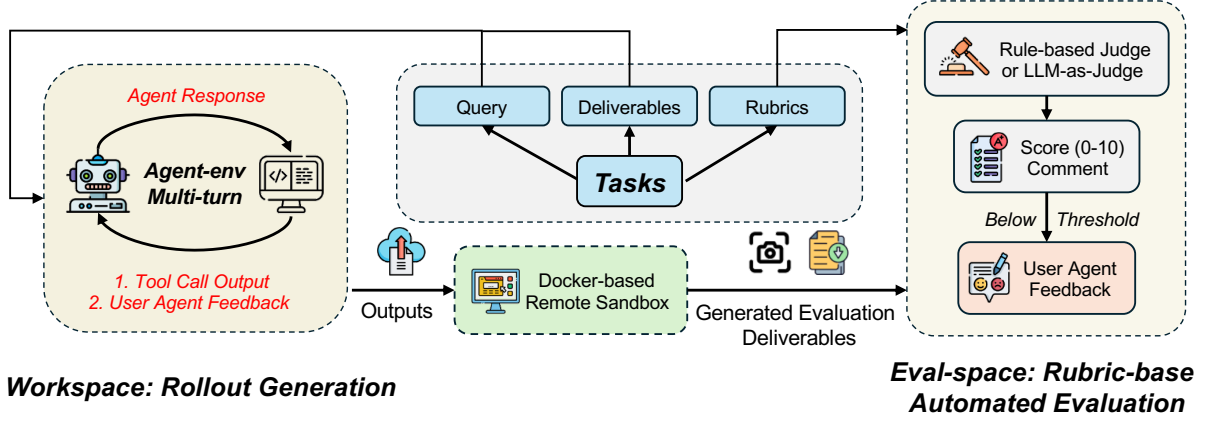 Agent Response
Agent-env
Multi-turn
1. Tool Call Output
2. User Agent Feedback
Workspace: Rollout Generation
Query
Deliverables
Rubrics
Tasks
Outputs
Docker-based
Remote Sandbox
Generated Evaluation
Deliverables
Rule-based Judge
or LLM-as-Judge
A+
Score (0-10)
Comment
Below Threshold
User Agent
Feedback
Eval-space: Rubric-base
Automated Evaluation